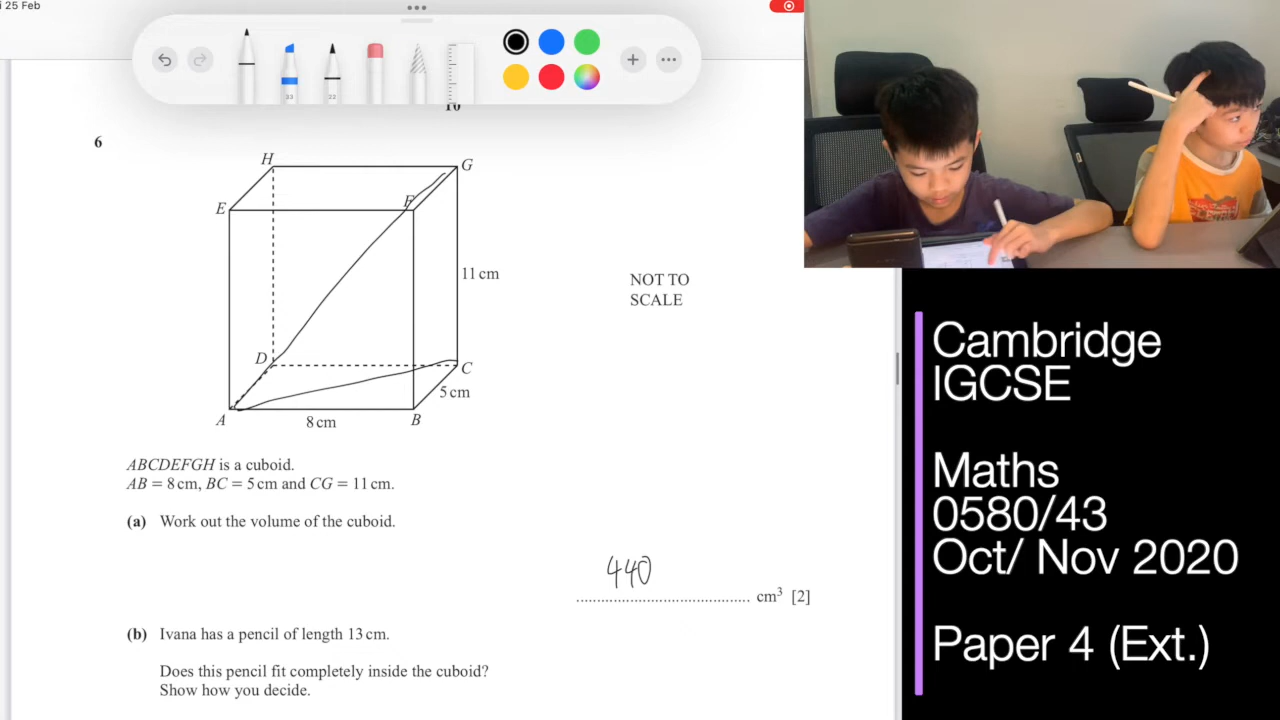 i 25 Feb
33
22
10
6
H
G
E
F
11 cm
NOT TO
SCALE
D
C
5 cm
A
8 cm
B
ABCDEFGH is a cuboid.
AB = 8 cm, BC = 5 cm and CG = 11 cm.
(a) Work out the volume of the cuboid.
440
.......................................... cm³ [2]
(b) Ivana has a pencil of length 13 cm.
Does this pencil fit completely inside the cuboid?
Show how you decide.
Cambridge
IGCSE
Maths
0580/43
Oct/ Nov 2020
Paper 4 (Ext.)